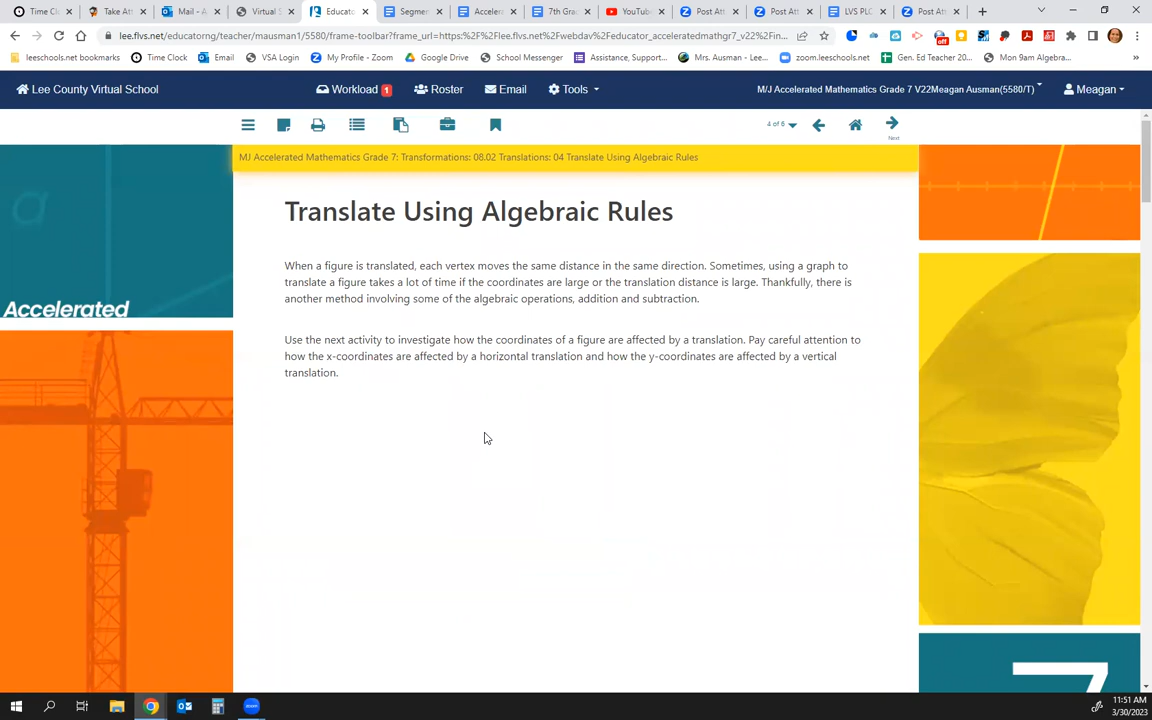 Time Cl
Take Att
Mail - A
Virtual S
Educato
Segmen
Accelera
7th Grad
YouTub
Post Att
Post Att
LVS PLC
Post Att
lee.flvs.net/educatorng/teacher/mausman1/5580/frame-toolbar?frame_url=https:%2F%2Flee.flvs.net%2Fwebdav%2Feducator_acceleratedmathgr7_v22%2Fin...
leeschools.net bookmarks
Time Clock
Email
VSA Login
My Profile - Zoom
Google Drive
School Messenger
Assistance, Support...
Mrs. Ausman - Lee...
zoom.leeschools.net
Gen. Ed Teacher 20...
Mon 9am Algebra...
Lee County Virtual School
Workload 1
Roster
Email
Tools
M/J Accelerated Mathematics Grade 7 V22Meagan Ausman(5580/T)
Meagan
4 of 6
Next
MJ Accelerated Mathematics Grade 7: Transformations: 08.02 Translations: 04 Translate Using Algebraic Rules
Translate Using Algebraic Rules
When a figure is translated, each vertex moves the same distance in the same direction. Sometimes, using a graph to
translate a figure takes a lot of time if the coordinates are large or the translation distance is large. Thankfully, there is
another method involving some of the algebraic operations, addition and subtraction.
Use the next activity to investigate how the coordinates of a figure are affected by a translation. Pay careful attention to
how the x-coordinates are affected by a horizontal translation and how the y-coordinates are affected by a vertical
translation.
a
Accelerated
7
zoom
11:51 AM
3/30/2023